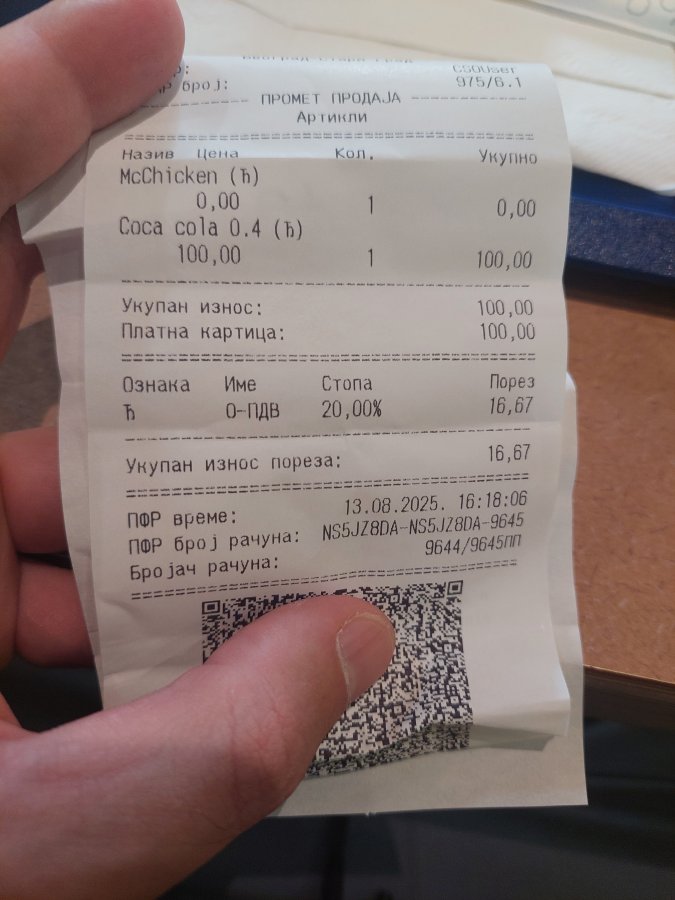 CSOUser
број: 975/6.1
ПРОМЕТ ПРОДАЈА
Артикли
Назив Цена Кол. Укупно
McChicken (ђ)
0,00 1 0,00
Coca cola 0.4 (ђ)
100,00 1 100,00
Укупан износ: 100,00
Платна картица: 100,00
Ознака Име Стопа Порез
Ђ О-ПДВ 20,00% 16,67
Укупан износ пореза: 16,67
ПФР време: 13.08.2025. 16:18:06
ПФР број рачуна: NS5JZ8DA-NS5JZ8DA-9645
Бројач рачуна: 9644/9645ПП